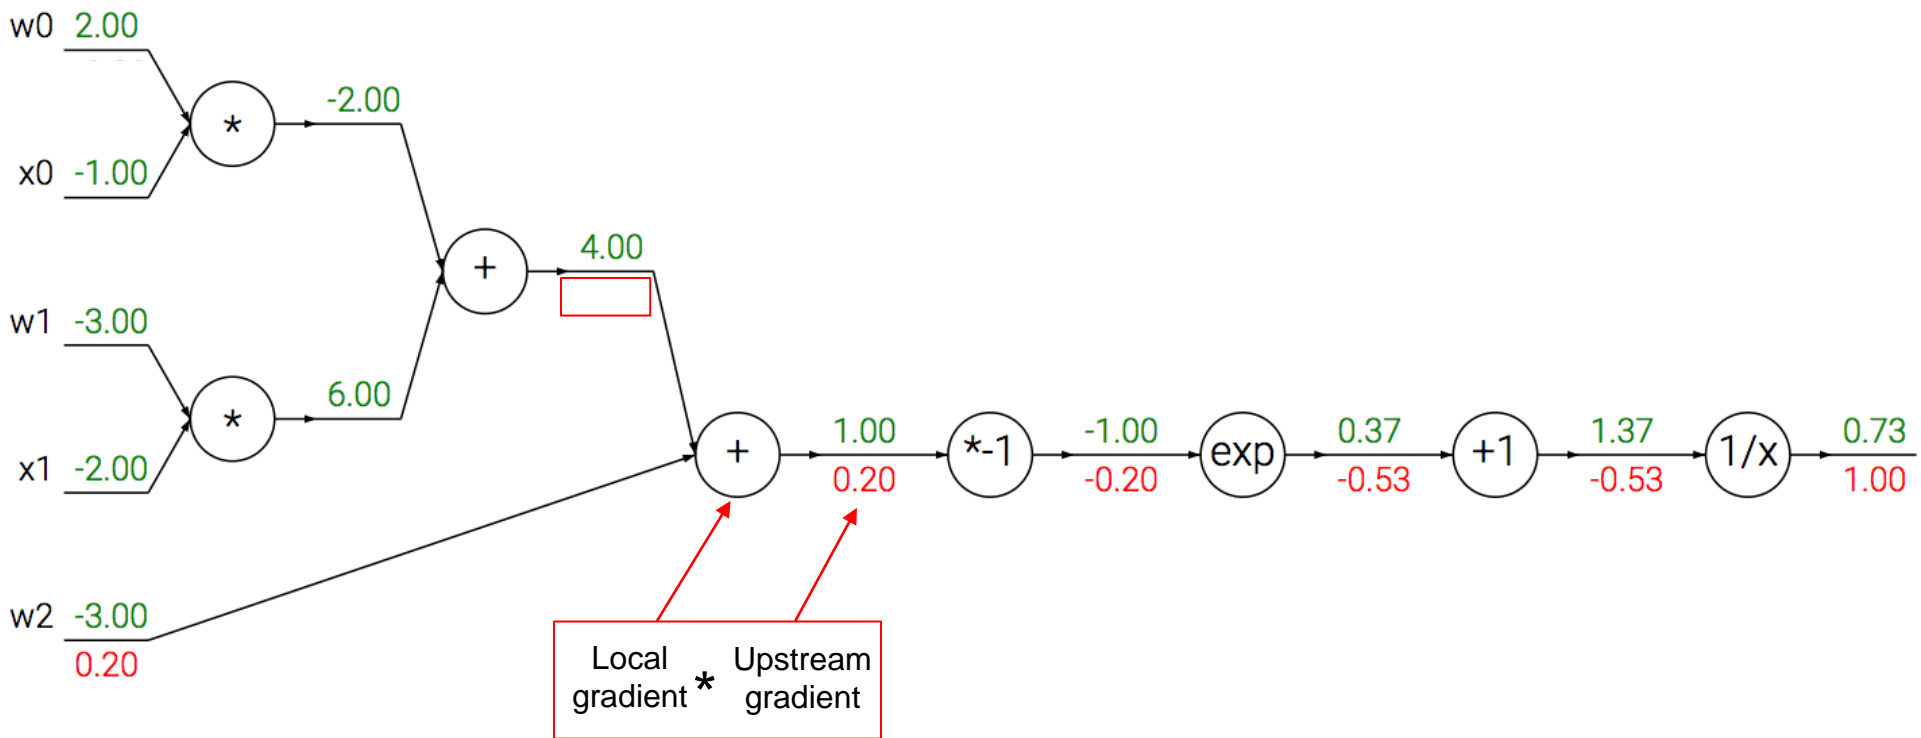 w0 2.00
-2.00
*
x0 -1.00
4.00
+
w1 -3.00
6.00
*
x1 -2.00
1.00 -1.00 0.37 1.37 0.73
+ *-1 exp +1 1/x
0.20 -0.20 -0.53 -0.53 1.00
w2 -3.00
0.20
Local Upstream
gradient * gradient